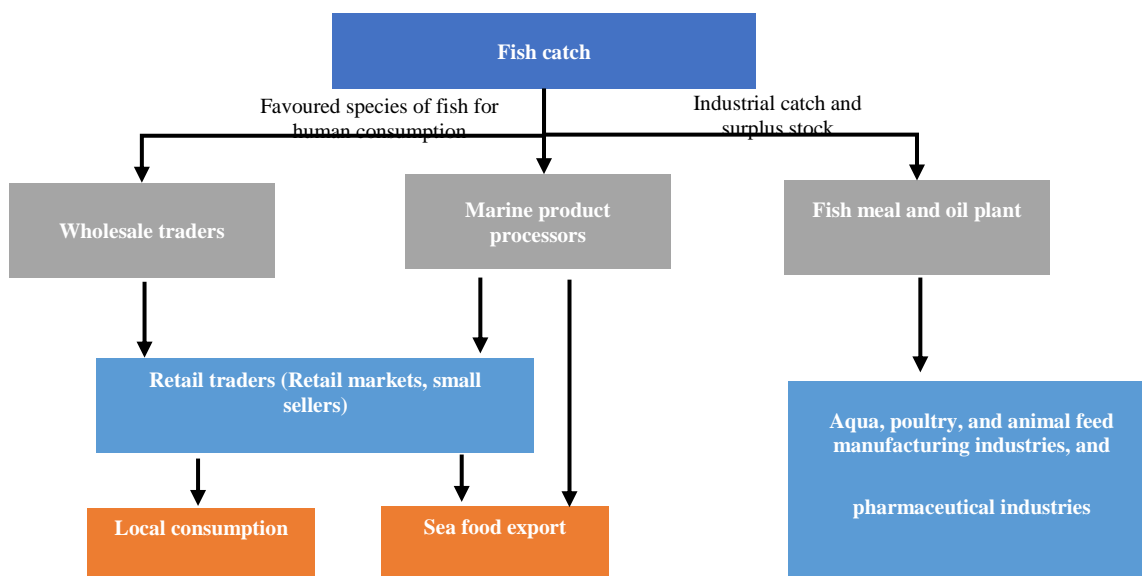 Fish catch
Favoured species of fish for
human consumption
Industrial catch and
surplus stock
Wholesale traders
Marine product
processors
Fish meal and oil plant
Retail traders (Retail markets, small
sellers)
Aqua, poultry, and animal feed
manufacturing industries, and
pharmaceutical industries
Local consumption
Sea food export